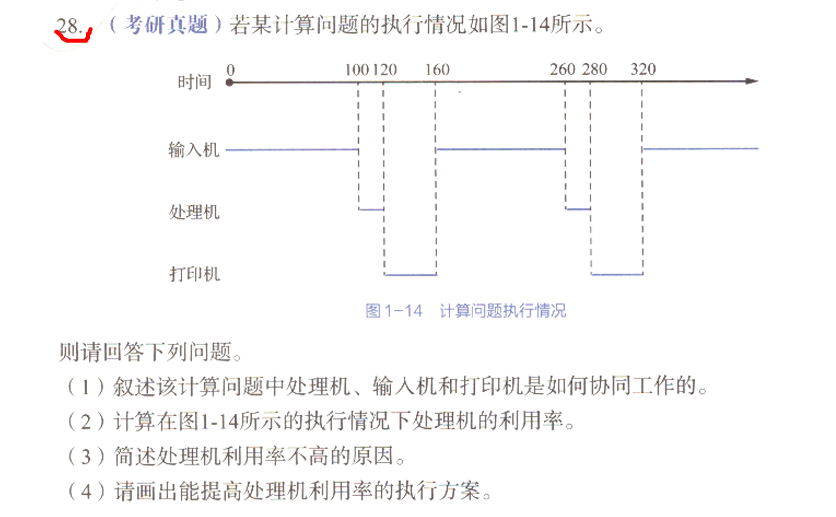 28. （考研真题）若某计算问题的执行情况如图1-14所示。
0 100 120 160 260 280 320
时间
输入机
处理机
打印机
图1-14 计算问题执行情况
则请回答下列问题。
（1）叙述该计算问题中处理机、输入机和打印机是如何协同工作的。
（2）计算在图1-14所示的执行情况下处理机的利用率。
（3）简述处理机利用率不高的原因。
（4）请画出能提高处理机利用率的执行方案。